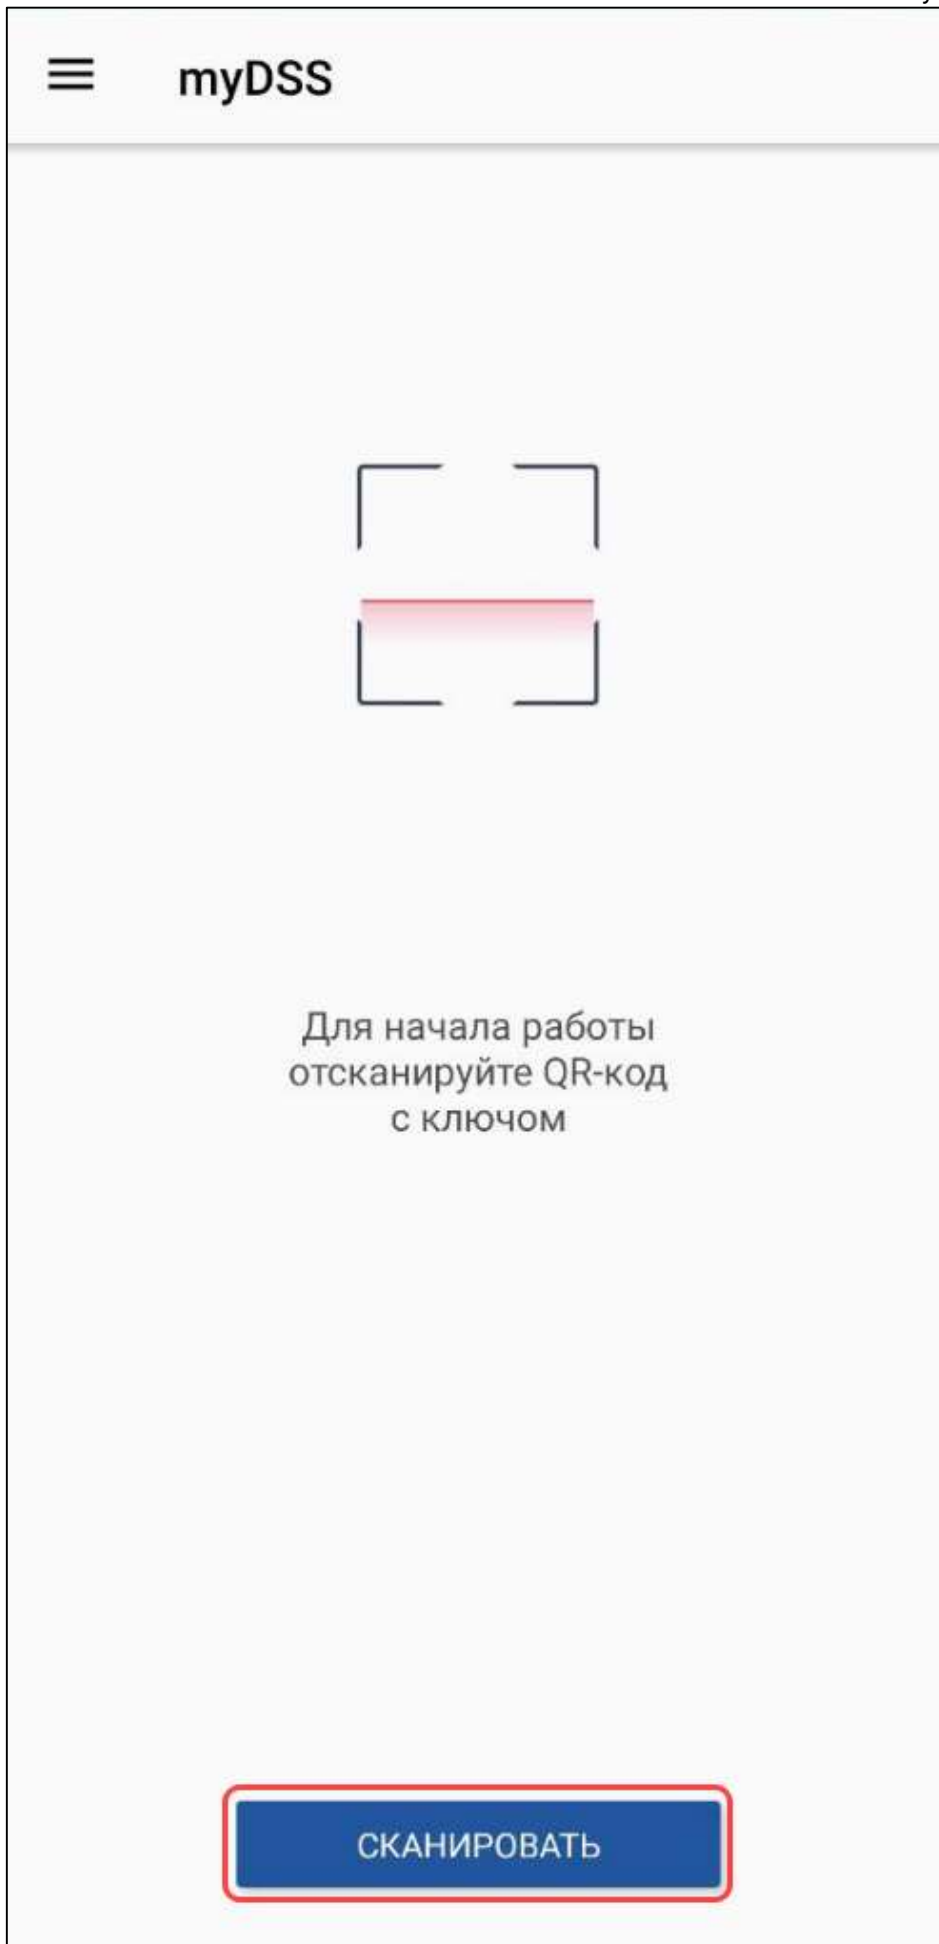 myDSS
Для начала работы
отсканируйте QR-код
с ключом
СКАНИРОВАТЬ